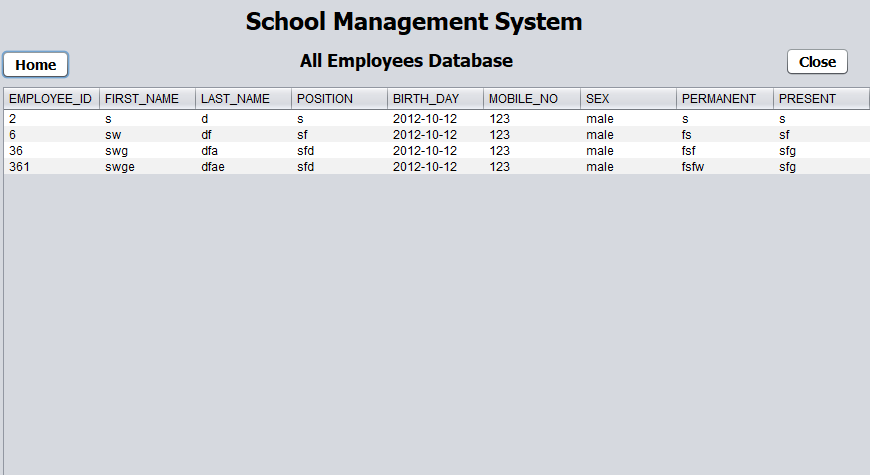 School Management System
Home All Employees Database Close
EMPLOYEE_ID FIRST_NAME LAST_NAME POSITION BIRTH_DAY MOBILE_NO SEX PERMANENT PRESENT
2 s d s 2012-10-12 123 male s s
6 sw df sf 2012-10-12 123 male fs sf
36 swg dfa sfd 2012-10-12 123 male fsf sfg
361 swge dfae sfd 2012-10-12 123 male fsfw sfg